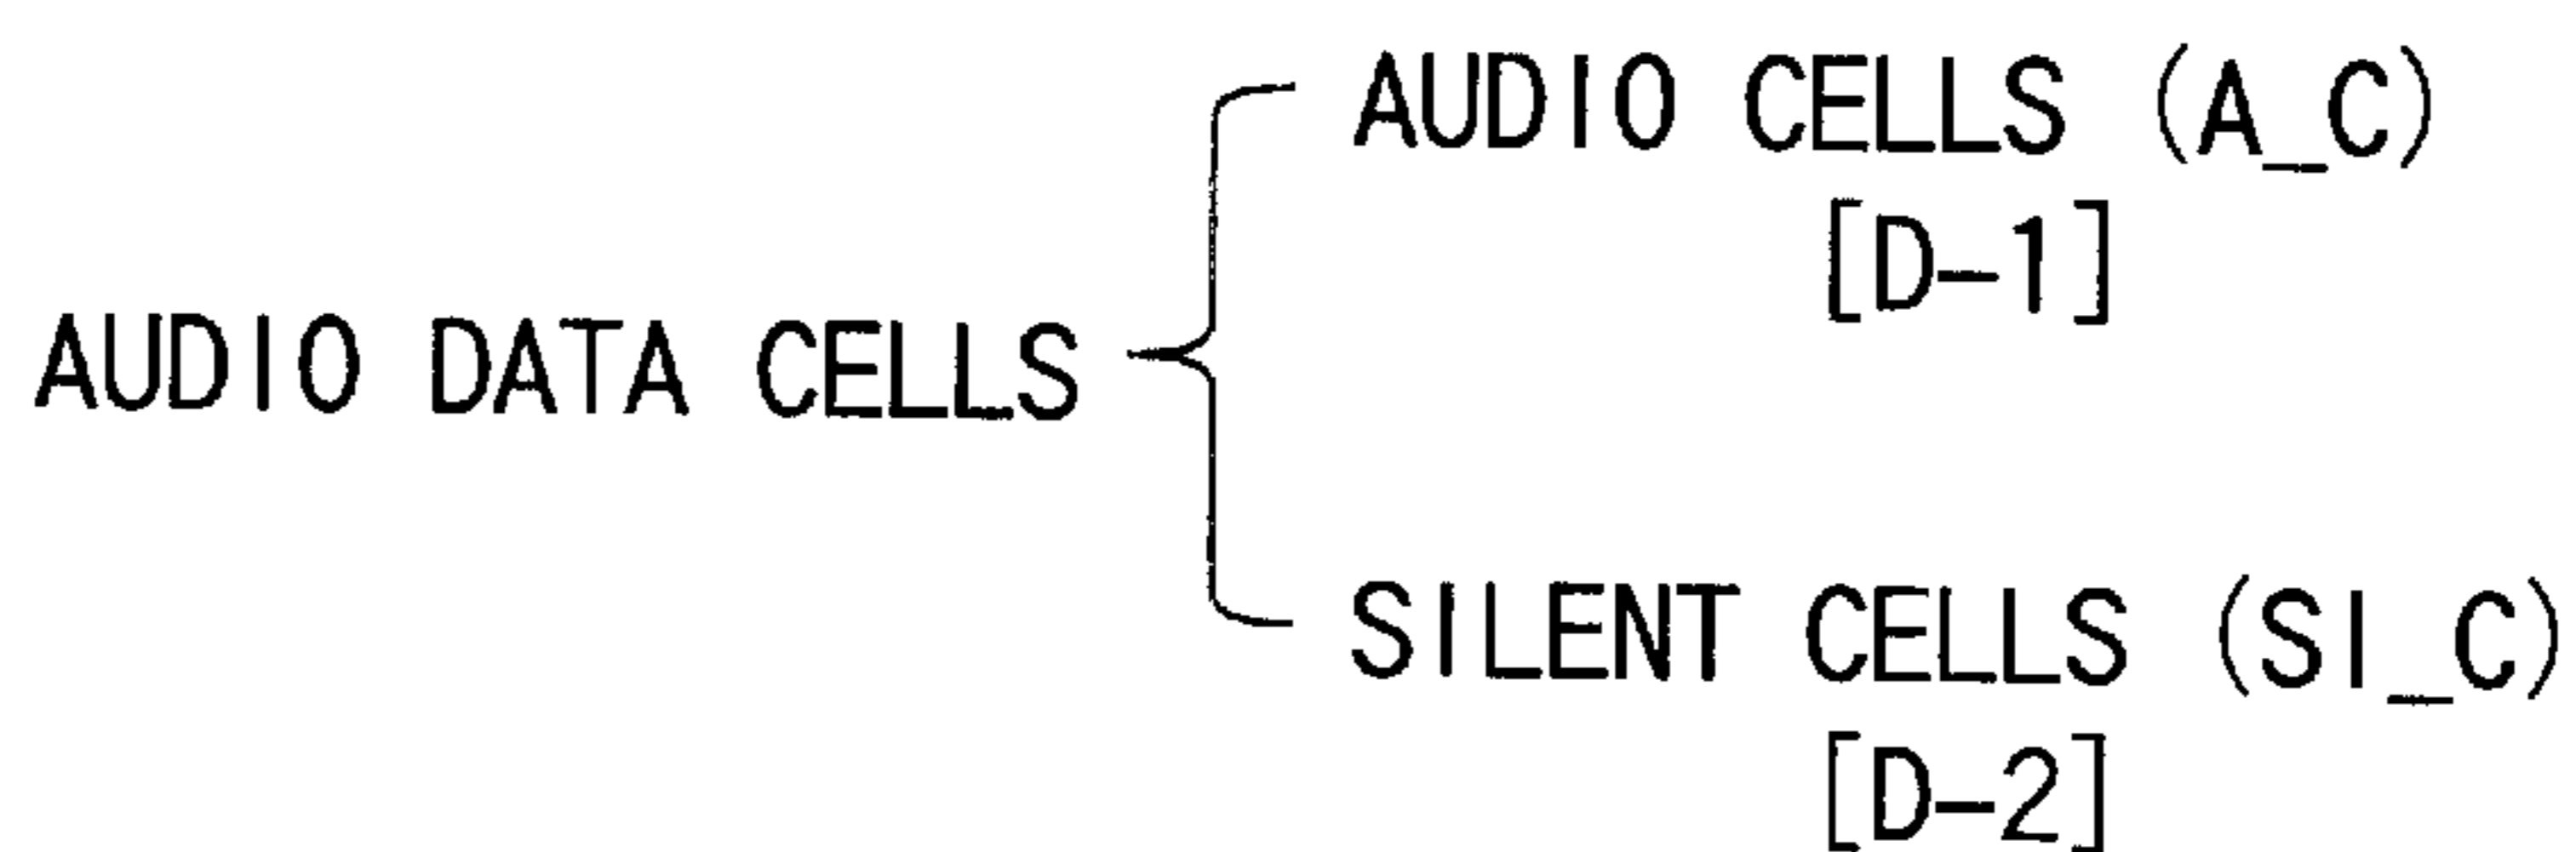 AUDIO DATA CELLS
AUDIO CELLS (A_C)
[D-1]
SILENT CELLS (SI_C)
[D-2]